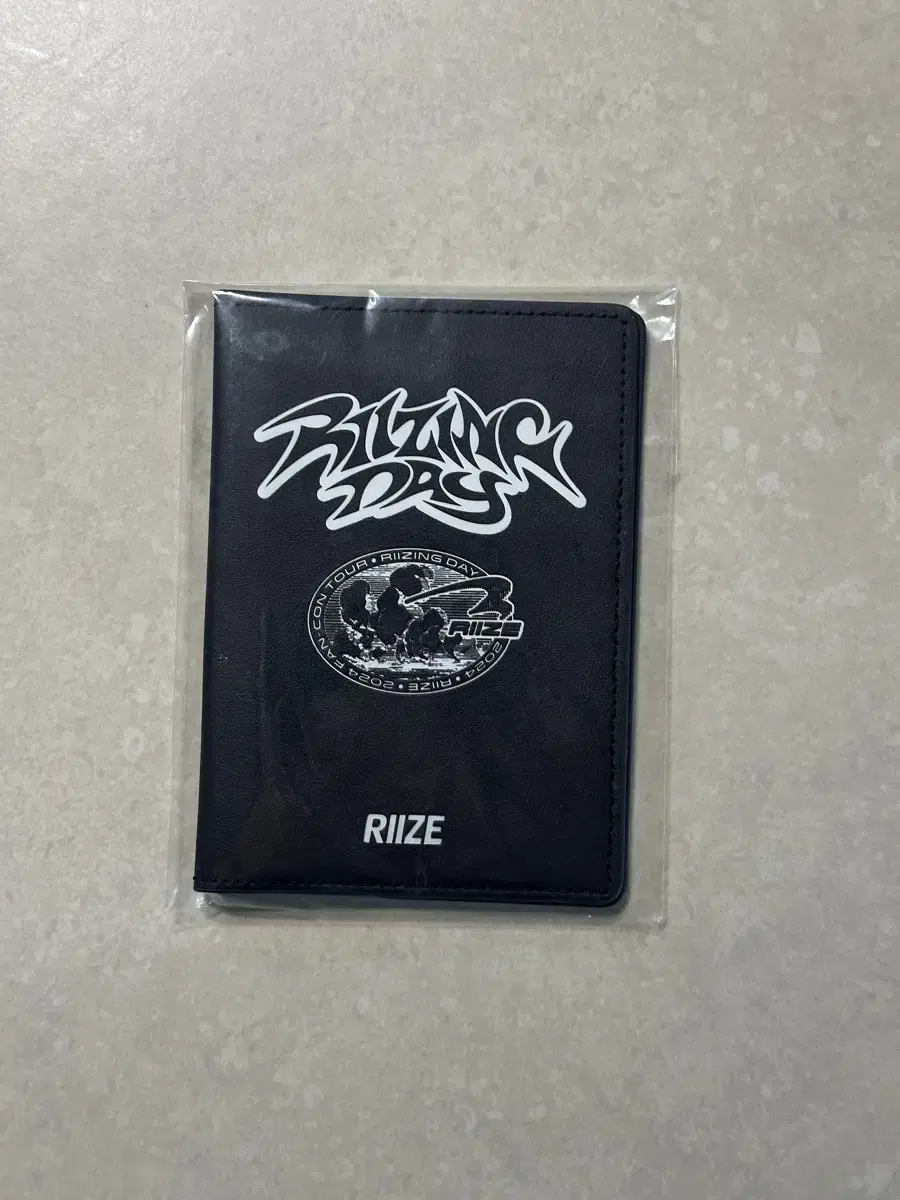 RIIZING
DAY
2024 FAN-CON TOUR • RIIZING DAY
RIIZE
2024 • RIIZE •
RIIZE